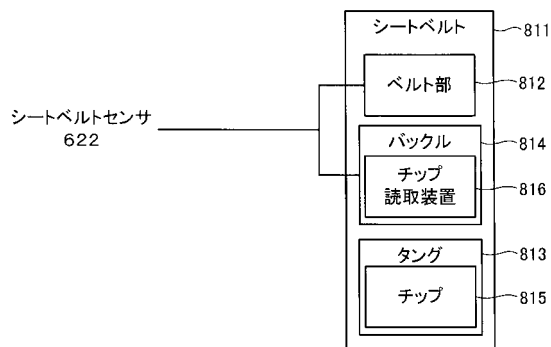 シートベルト
811
ベルト部
812
シートベルトセンサ
622
バックル
814
チップ
読取装置
816
タング
813
チップ
815